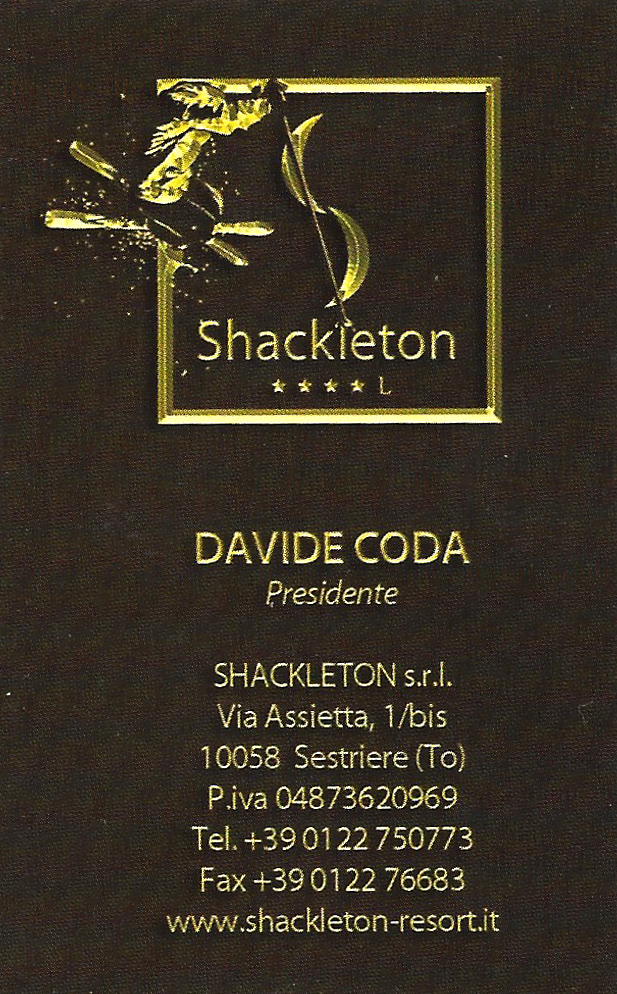 Shackleton
★★★★ L
DAVIDE CODA
Presidente
SHACKLETON s.r.l.
Via Assietta, 1/bis
10058 Sestriere (To)
P.iva 04873620969
Tel. +39 0122 750773
Fax +39 0122 76683
www.shackleton-resort.it